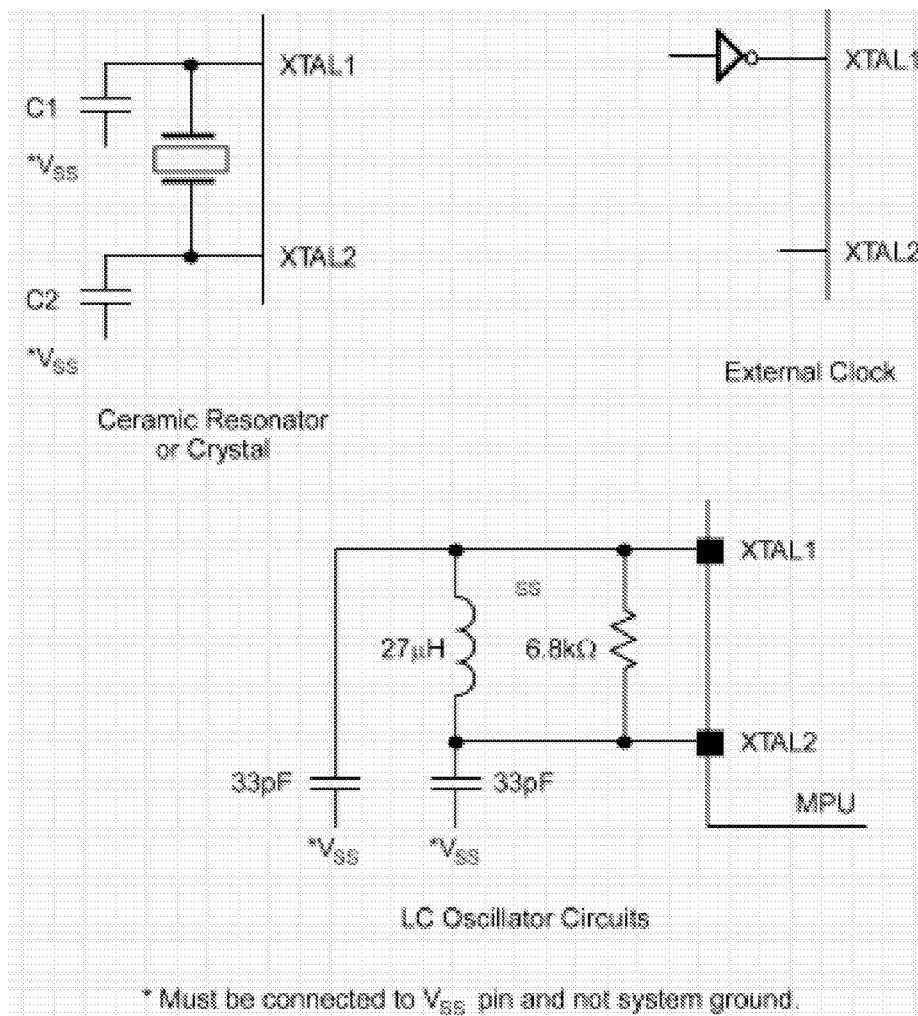 XTAL1
C1
*VSS
XTAL2
C2
*VSS
Ceramic Resonator
or Crystal
XTAL1
XTAL2
External Clock
XTAL1
ss
27μH
6.8kΩ
XTAL2
33pF
33pF
MPU
*VSS
*VSS
LC Oscillator Circuits
* Must be connected to VSS pin and not system ground.